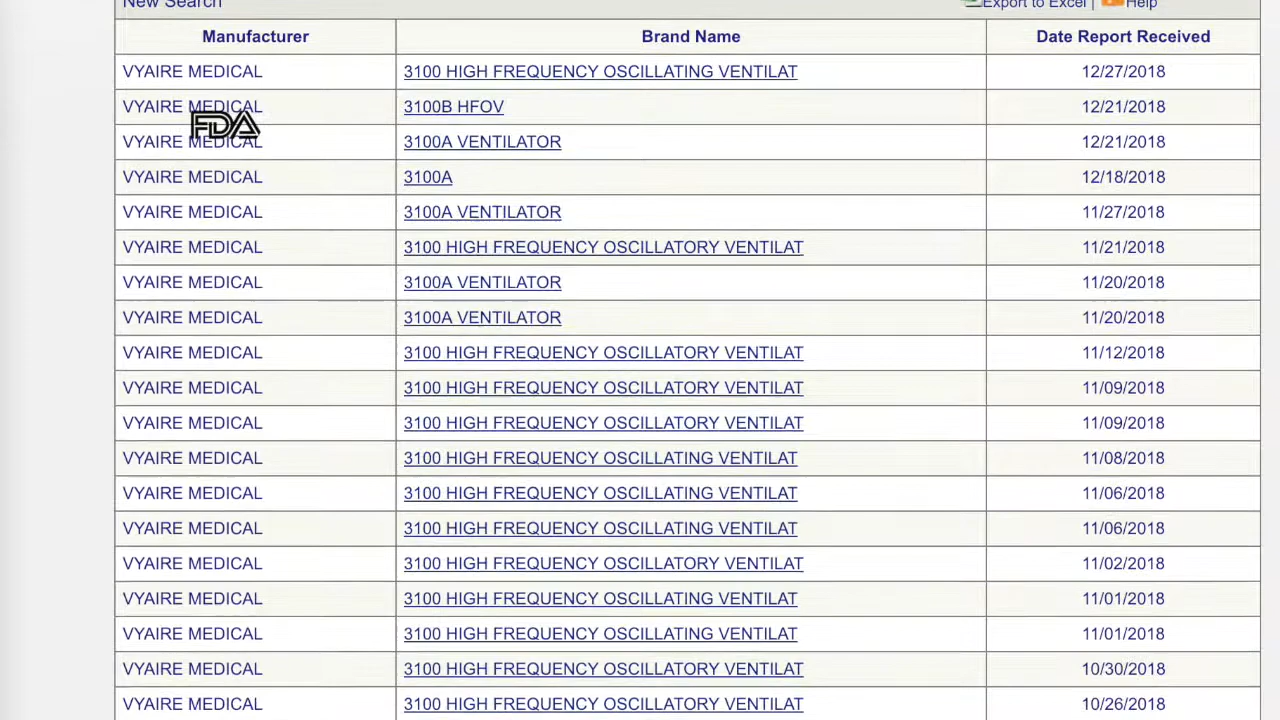 New Search Export to Excel | Help
Manufacturer Brand Name Date Report Received
VYAIRE MEDICAL 3100 HIGH FREQUENCY OSCILLATING VENTILAT 12/27/2018
VYAIRE MEDICAL 3100B HFOV 12/21/2018
FDA
VYAIRE MEDICAL 3100A VENTILATOR 12/21/2018
VYAIRE MEDICAL 3100A 12/18/2018
VYAIRE MEDICAL 3100A VENTILATOR 11/27/2018
VYAIRE MEDICAL 3100 HIGH FREQUENCY OSCILLATORY VENTILAT 11/21/2018
VYAIRE MEDICAL 3100A VENTILATOR 11/20/2018
VYAIRE MEDICAL 3100A VENTILATOR 11/20/2018
VYAIRE MEDICAL 3100 HIGH FREQUENCY OSCILLATORY VENTILAT 11/12/2018
VYAIRE MEDICAL 3100 HIGH FREQUENCY OSCILLATORY VENTILAT 11/09/2018
VYAIRE MEDICAL 3100 HIGH FREQUENCY OSCILLATORY VENTILAT 11/09/2018
VYAIRE MEDICAL 3100 HIGH FREQUENCY OSCILLATING VENTILAT 11/08/2018
VYAIRE MEDICAL 3100 HIGH FREQUENCY OSCILLATING VENTILAT 11/06/2018
VYAIRE MEDICAL 3100 HIGH FREQUENCY OSCILLATING VENTILAT 11/06/2018
VYAIRE MEDICAL 3100 HIGH FREQUENCY OSCILLATORY VENTILAT 11/02/2018
VYAIRE MEDICAL 3100 HIGH FREQUENCY OSCILLATING VENTILAT 11/01/2018
VYAIRE MEDICAL 3100 HIGH FREQUENCY OSCILLATING VENTILAT 11/01/2018
VYAIRE MEDICAL 3100 HIGH FREQUENCY OSCILLATORY VENTILAT 10/30/2018
VYAIRE MEDICAL 3100 HIGH FREQUENCY OSCILLATORY VENTILAT 10/26/2018